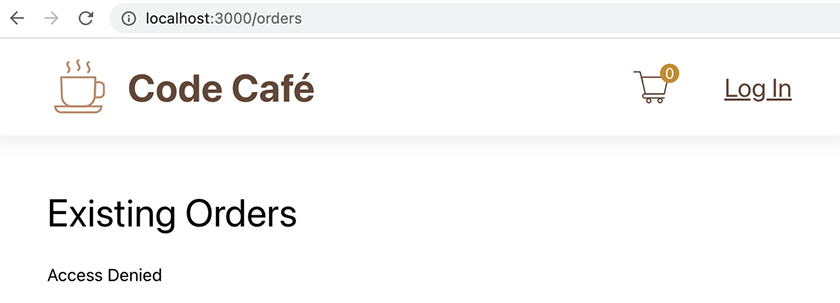 localhost:3000/orders
Code Café
0
Log In
Existing Orders
Access Denied